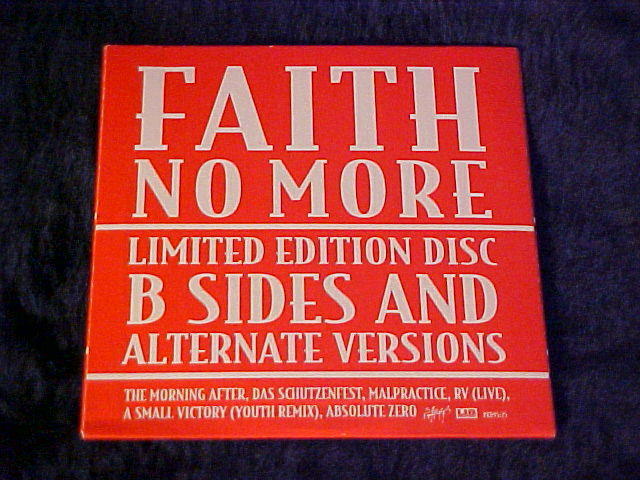 FAITH
NO MORE
LIMITED EDITION DISC
B SIDES AND
ALTERNATE VERSIONS
THE MORNING AFTER, DAS SCHUTZENFEST, MALPRACTICE, RV (LIVE),
A SMALL VICTORY (YOUTH REMIX), ABSOLUTE ZERO